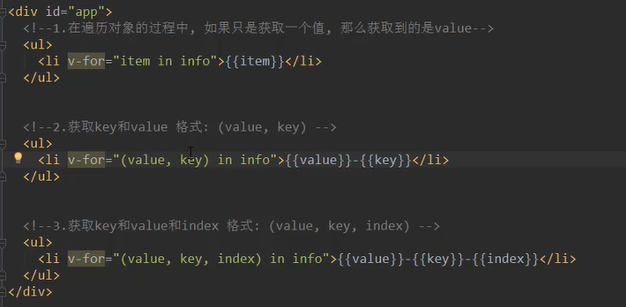 <div id="app">
<!--1.在遍历对象的过程中, 如果只是获取一个值, 那么获取到的是value-->
<ul>
<li v-for="item in info">{{item}}</li>
</ul>
<!--2.获取key和value 格式: (value, key) -->
<ul>
<li v-for="(value, key) in info">{{value}}-{{key}}</li>
</ul>
<!--3.获取key和value和index 格式: (value, key, index) -->
<ul>
<li v-for="(value, key, index) in info">{{value}}-{{key}}-{{index}}</li>
</ul>
</div>